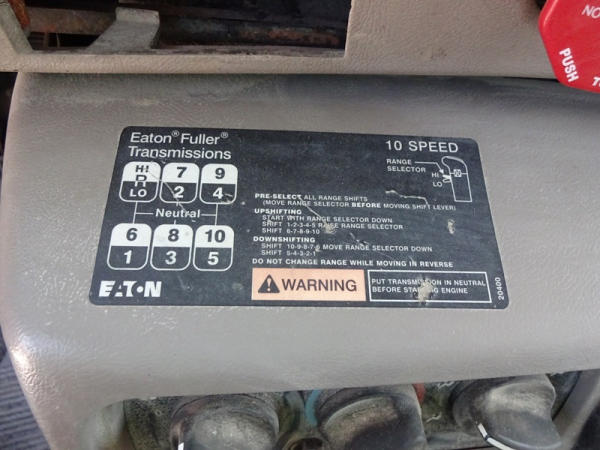 NO
PUSH
Eaton® Fuller®
Transmissions
10 SPEED
RANGE
SELECTOR
HI
LO
HI 7 9
R
LO 2 4
Neutral
6 8 10
1 3 5
PRE-SELECT ALL RANGE SHIFTS
(MOVE RANGE SELECTOR BEFORE MOVING SHIFT LEVER)
UPSHIFTING
START WITH RANGE SELECTOR DOWN
SHIFT 1-2-3-4-5 RAISE RANGE SELECTOR
SHIFT 6-7-8-9-10
DOWNSHIFTING
SHIFT 10-9-8-7-6 MOVE RANGE SELECTOR DOWN
SHIFT 5-4-3-2-1
DO NOT CHANGE RANGE WHILE MOVING IN REVERSE
EATON
WARNING
PUT TRANSMISSION IN NEUTRAL
BEFORE STARTING ENGINE
20400